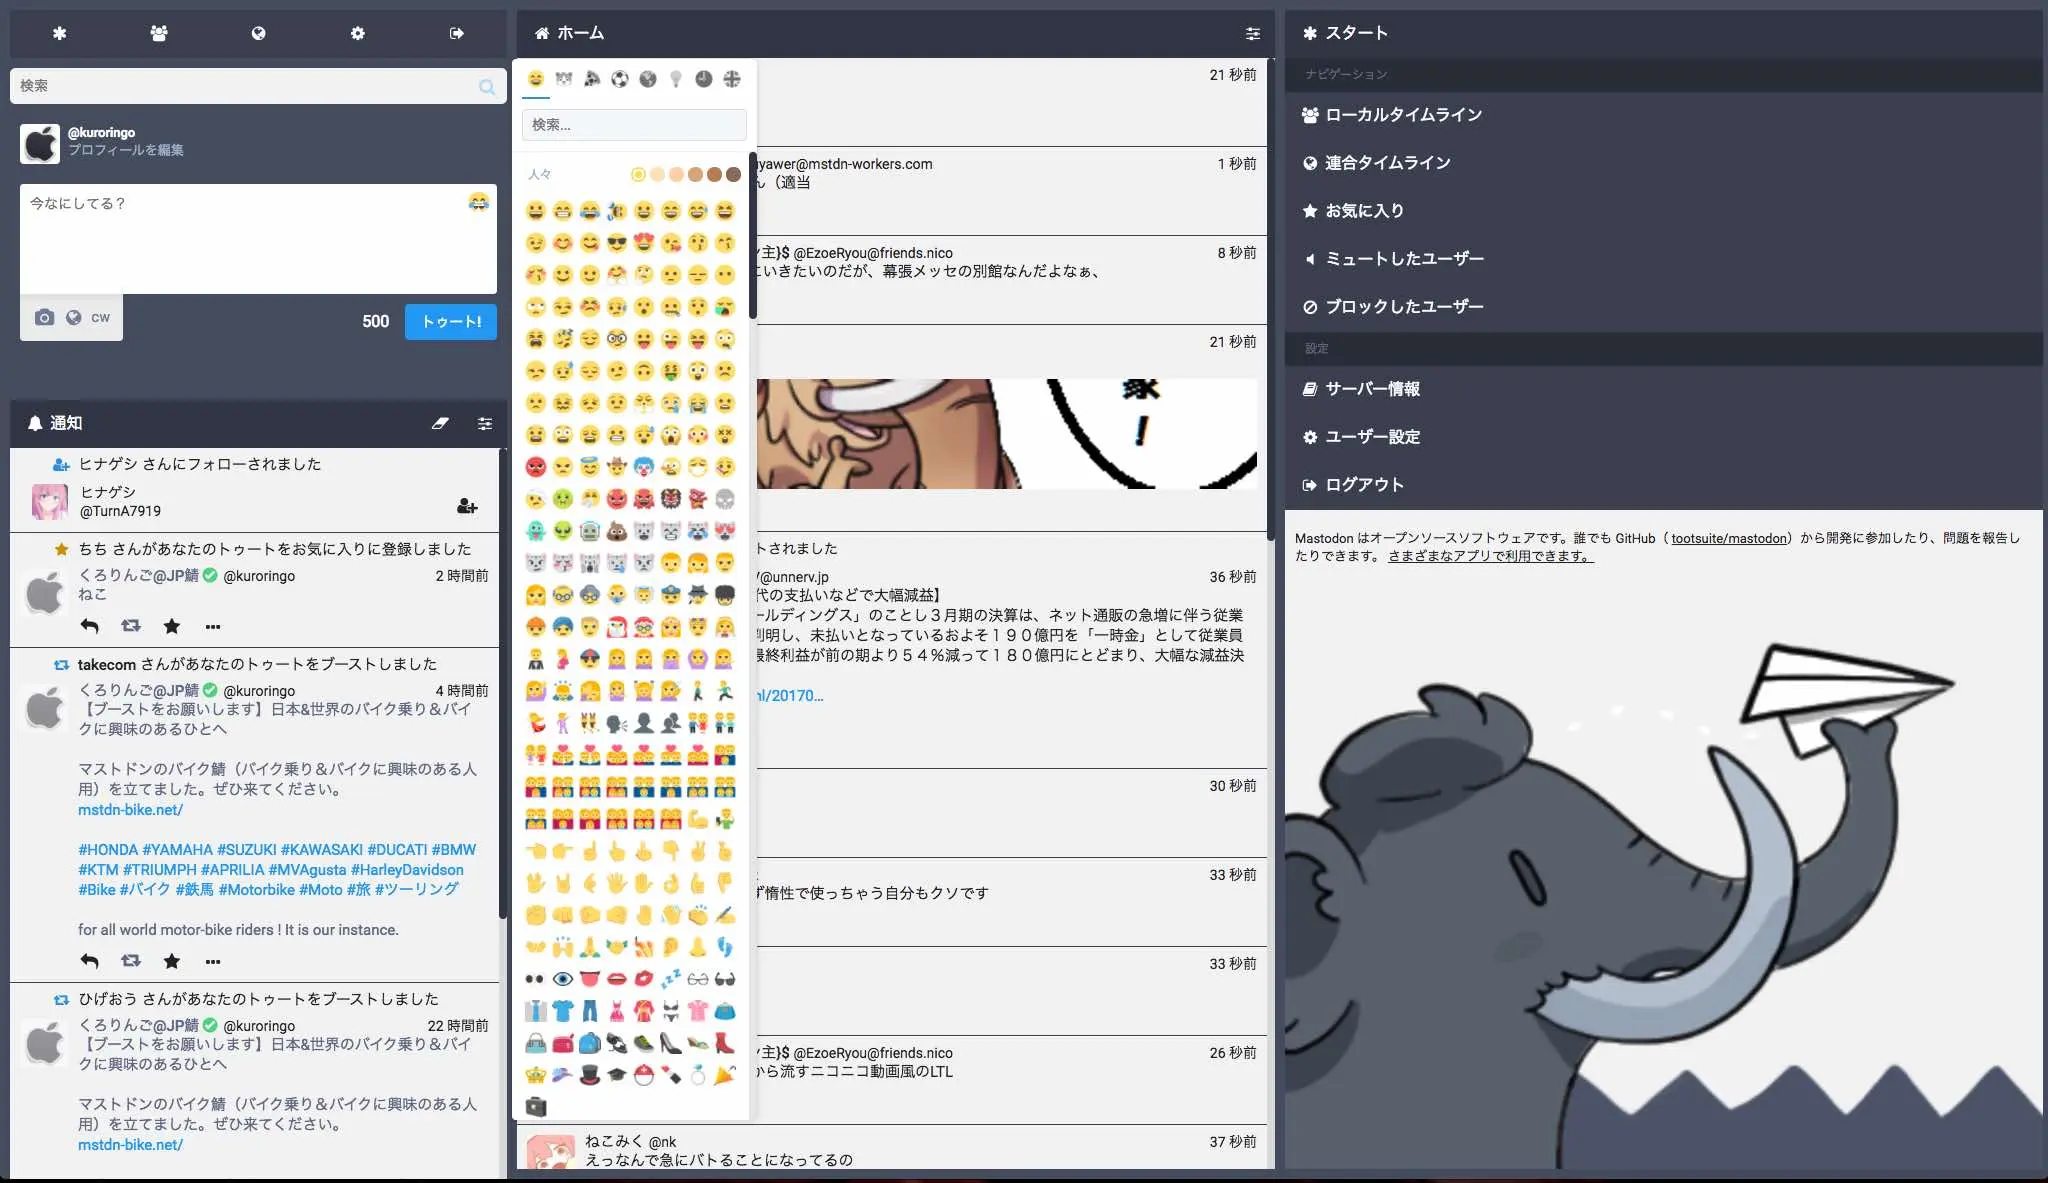 検索
@kuroringo
プロフィールを編集
今なにしてる？
CW
500
トゥート!
通知
ヒナゲシ さんにフォローされました
ヒナゲシ
@TurnA7919
ちち さんがあなたのトゥートをお気に入りに登録しました
くろりんご@JP鯖 @kuroringo 2 時間前
ねこ
takecom さんがあなたのトゥートをブーストしました
くろりんご@JP鯖 @kuroringo 4 時間前
【ブーストをお願いします】日本&世界のバイク乗り＆バイ
クに興味のあるひとへ
マストドンのバイク鯖（バイク乗り＆バイクに興味のある人
用）を立てました。ぜひ来てください。
mstdn-bike.net/
#HONDA #YAMAHA #SUZUKI #KAWASAKI #DUCATI #BMW
#KTM #TRIUMPH #APRILIA #MVAgusta #HarleyDavidson
#Bike #バイク #鉄馬 #Motorbike #Moto #旅 #ツーリング
for all world motor-bike riders ! It is our instance.
ひげおう さんがあなたのトゥートをブーストしました
くろりんご@JP鯖 @kuroringo 22 時間前
【ブーストをお願いします】日本&世界のバイク乗り＆バイ
クに興味のあるひとへ
マストドンのバイク鯖（バイク乗り＆バイクに興味のある人
用）を立てました。ぜひ来てください。
mstdn-bike.net/
ホーム
検索...
人々
21 秒前
yawer@mstdn-workers.com 1 秒前
ん（適当
主}$ @EzoeRyou@friends.nico 8 秒前
こいきたいのだが、幕張メッセの別館なんだよなぁ、
21 秒前
！
トされました
/@unnerv.jp 36 秒前
代の支払いなどで大幅減益】
ールディングス」のことし３月期の決算は、ネット通販の急増に伴う従業
判明し、未払いとなっているおよそ１９０億円を「一時金」として従業員
最終利益が前の期より５４％減って１８０億円にとどまり、大幅な減益決
nl/20170…
30 秒前
33 秒前
ず惰性で使っちゃう自分もクソです
33 秒前
主}$ @EzoeRyou@friends.nico 26 秒前
から流すニコニコ動画風のLTL
ねこみく @nk 37 秒前
えっなんで急にバトることになってるの
スタート
ナビゲーション
ローカルタイムライン
連合タイムライン
お気に入り
ミュートしたユーザー
ブロックしたユーザー
設定
サーバー情報
ユーザー設定
ログアウト
Mastodon はオープンソースソフトウェアです。誰でも GitHub（ tootsuite/mastodon）から開発に参加したり、問題を報告し
たりできます。 さまざまなアプリで利用できます。